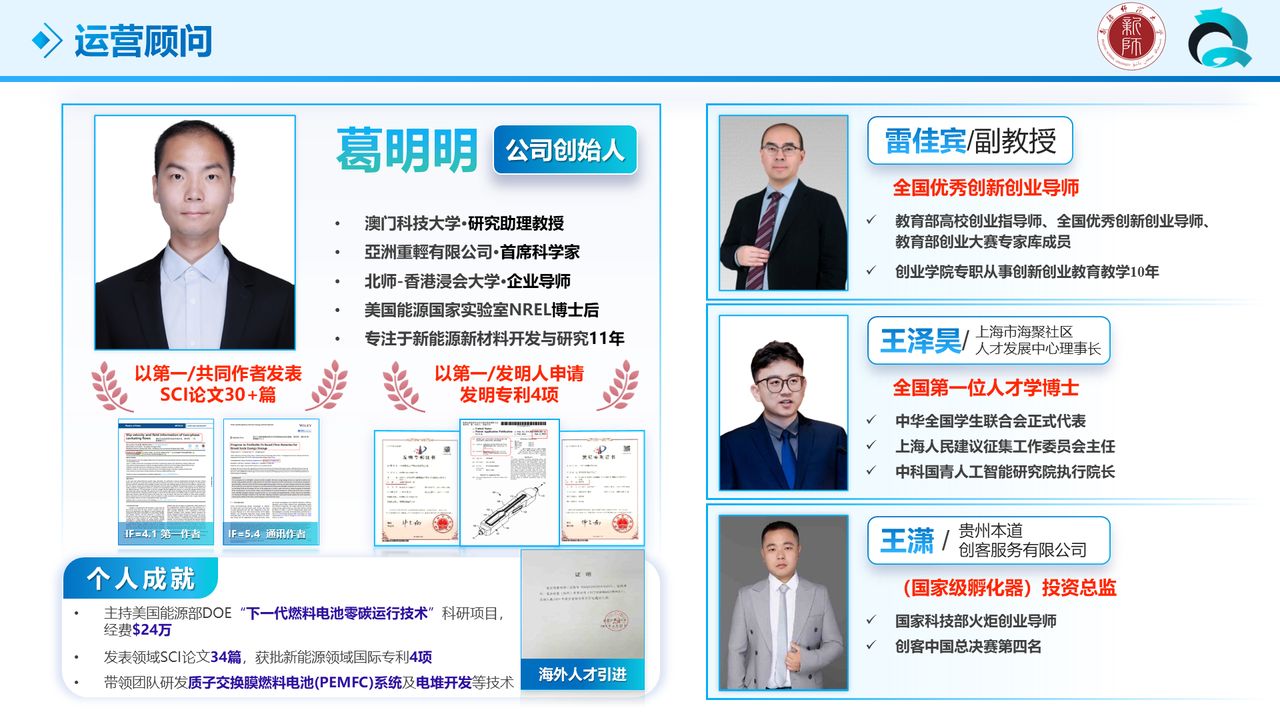 运营顾问
新师
葛明明
公司创始人
• 澳门科技大学•研究助理教授
• 亞洲重輕有限公司•首席科学家
• 北师-香港浸会大学•企业导师
• 美国能源国家实验室NREL博士后
• 专注于新能源新材料开发与研究11年
以第一/共同作者发表
SCI论文30+篇
以第一/发明人申请
发明专利4项
IF=4.1 第一作者
IF=5.4 通讯作者
WILEY
发明专利证书
个人成就
• 主持美国能源部DOE“下一代燃料电池零碳运行技术”科研项目，
经费$24万
• 发表领域SCI论文34篇，获批新能源领域国际专利4项
• 带领团队研发质子交换膜燃料电池(PEMFC)系统及电堆开发等技术
证 明
海外人才引进
雷佳宾/副教授
全国优秀创新创业导师
✓ 教育部高校创业指导师、全国优秀创新创业导师、
教育部创业大赛专家库成员
✓ 创业学院专职从事创新创业教育教学10年
王泽昊/ 上海市海聚社区
人才发展中心理事长
全国第一位人才学博士
✓ 中华全国学生联合会正式代表
✓ 上海人民建议征集工作委员会主任
✓ 中科国青人工智能研究院执行院长
王潇 / 贵州本道
创客服务有限公司
（国家级孵化器）投资总监
✓ 国家科技部火炬创业导师
✓ 创客中国总决赛第四名